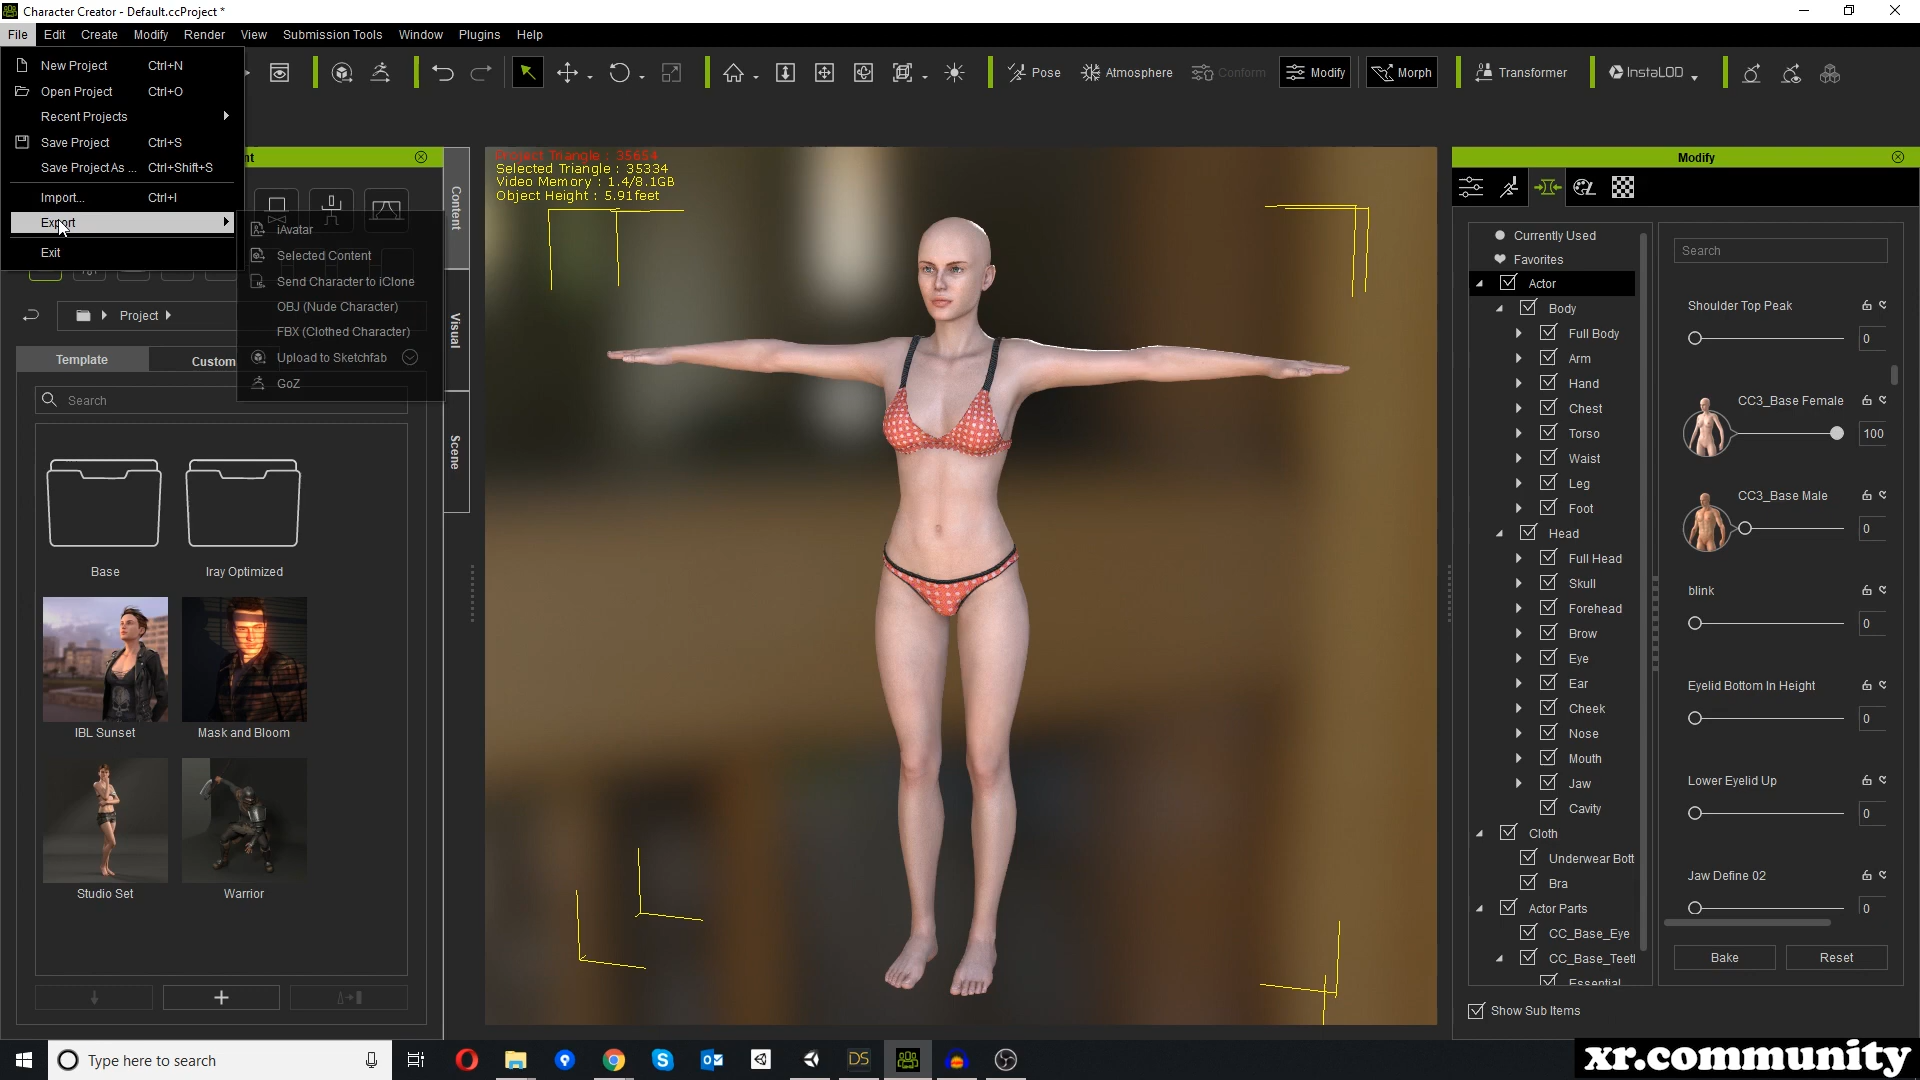 Character Creator - Default.ccProject *
File Edit Create Modify Render View Submission Tools Window Plugins Help
New Project Ctrl+N
Open Project Ctrl+O
Recent Projects
Save Project Ctrl+S
Save Project As ... Ctrl+Shift+S
Import... Ctrl+I
Export
Exit
iAvatar
Selected Content
Send Character to iClone
OBJ (Nude Character)
FBX (Clothed Character)
Upload to Sketchfab
GoZ
Pose Atmosphere Conform Modify Morph Transformer InstaLOD
nt
Content
Visual
Scene
Project
Template Custom
Search
Base
Iray Optimized
IBL Sunset
Mask and Bloom
Studio Set
Warrior
Project Triangle : 35654
Selected Triangle : 35334
Video Memory : 1.4/8.1GB
Object Height : 5.91feet
Modify
Currently Used
Favorites
Actor
Body
Full Body
Arm
Hand
Chest
Torso
Waist
Leg
Foot
Head
Full Head
Skull
Forehead
Brow
Eye
Ear
Cheek
Nose
Mouth
Jaw
Cavity
Cloth
Underwear Bott
Bra
Actor Parts
CC_Base_Eye
CC_Base_Teet
Essential
Show Sub Items
Search
Shoulder Top Peak
0
CC3_Base Female
100
CC3_Base Male
0
blink
0
Eyelid Bottom In Height
0
Lower Eyelid Up
0
Jaw Define 02
0
Bake Reset
Type here to search
DS
xr.community